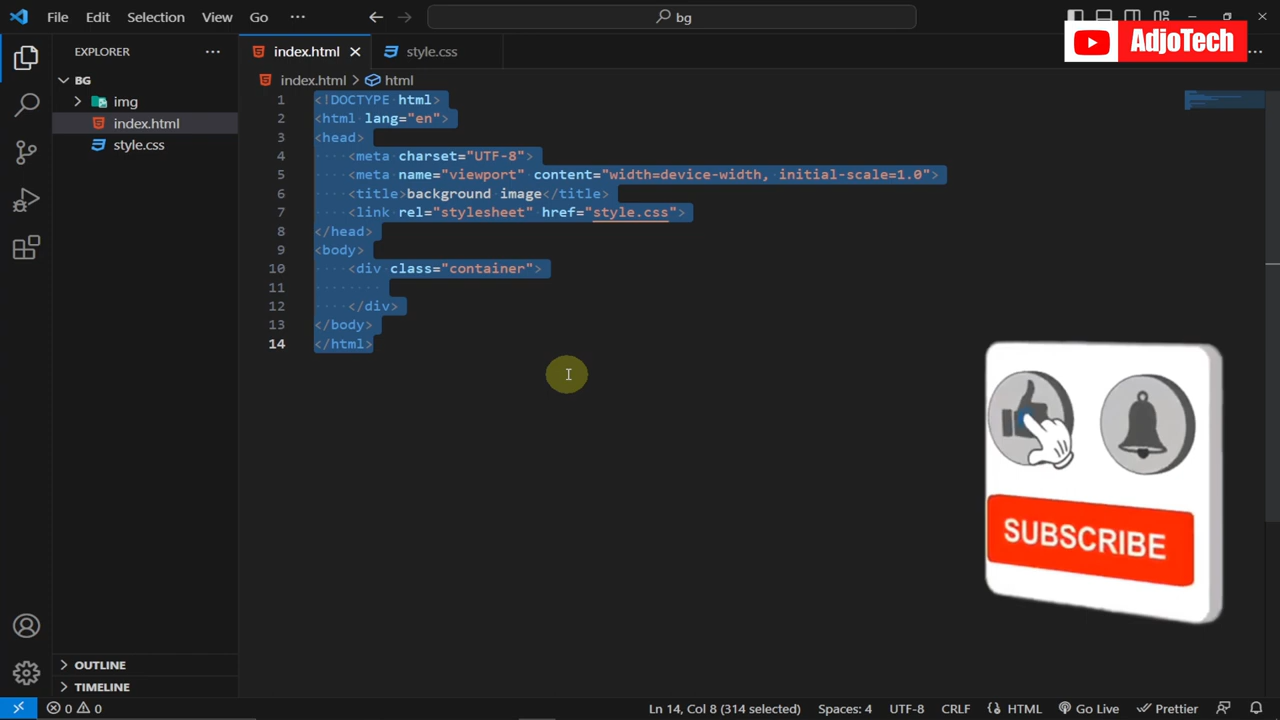 File Edit Selection View Go ··· bg
AdjoTech
EXPLORER ···
index.html
style.css
BG
index.html > html
img
index.html
style.css
1 <!DOCTYPE html>
2 <html lang="en">
3 <head>
4 <meta charset="UTF-8">
5 <meta name="viewport" content="width=device-width, initial-scale=1.0">
6 <title>background image</title>
7 <link rel="stylesheet" href="style.css">
8 </head>
9 <body>
10 <div class="container">
11
12 </div>
13 </body>
14 </html>
SUBSCRIBE
OUTLINE
TIMELINE
0 0 Ln 14, Col 8 (314 selected) Spaces: 4 UTF-8 CRLF HTML Go Live Prettier